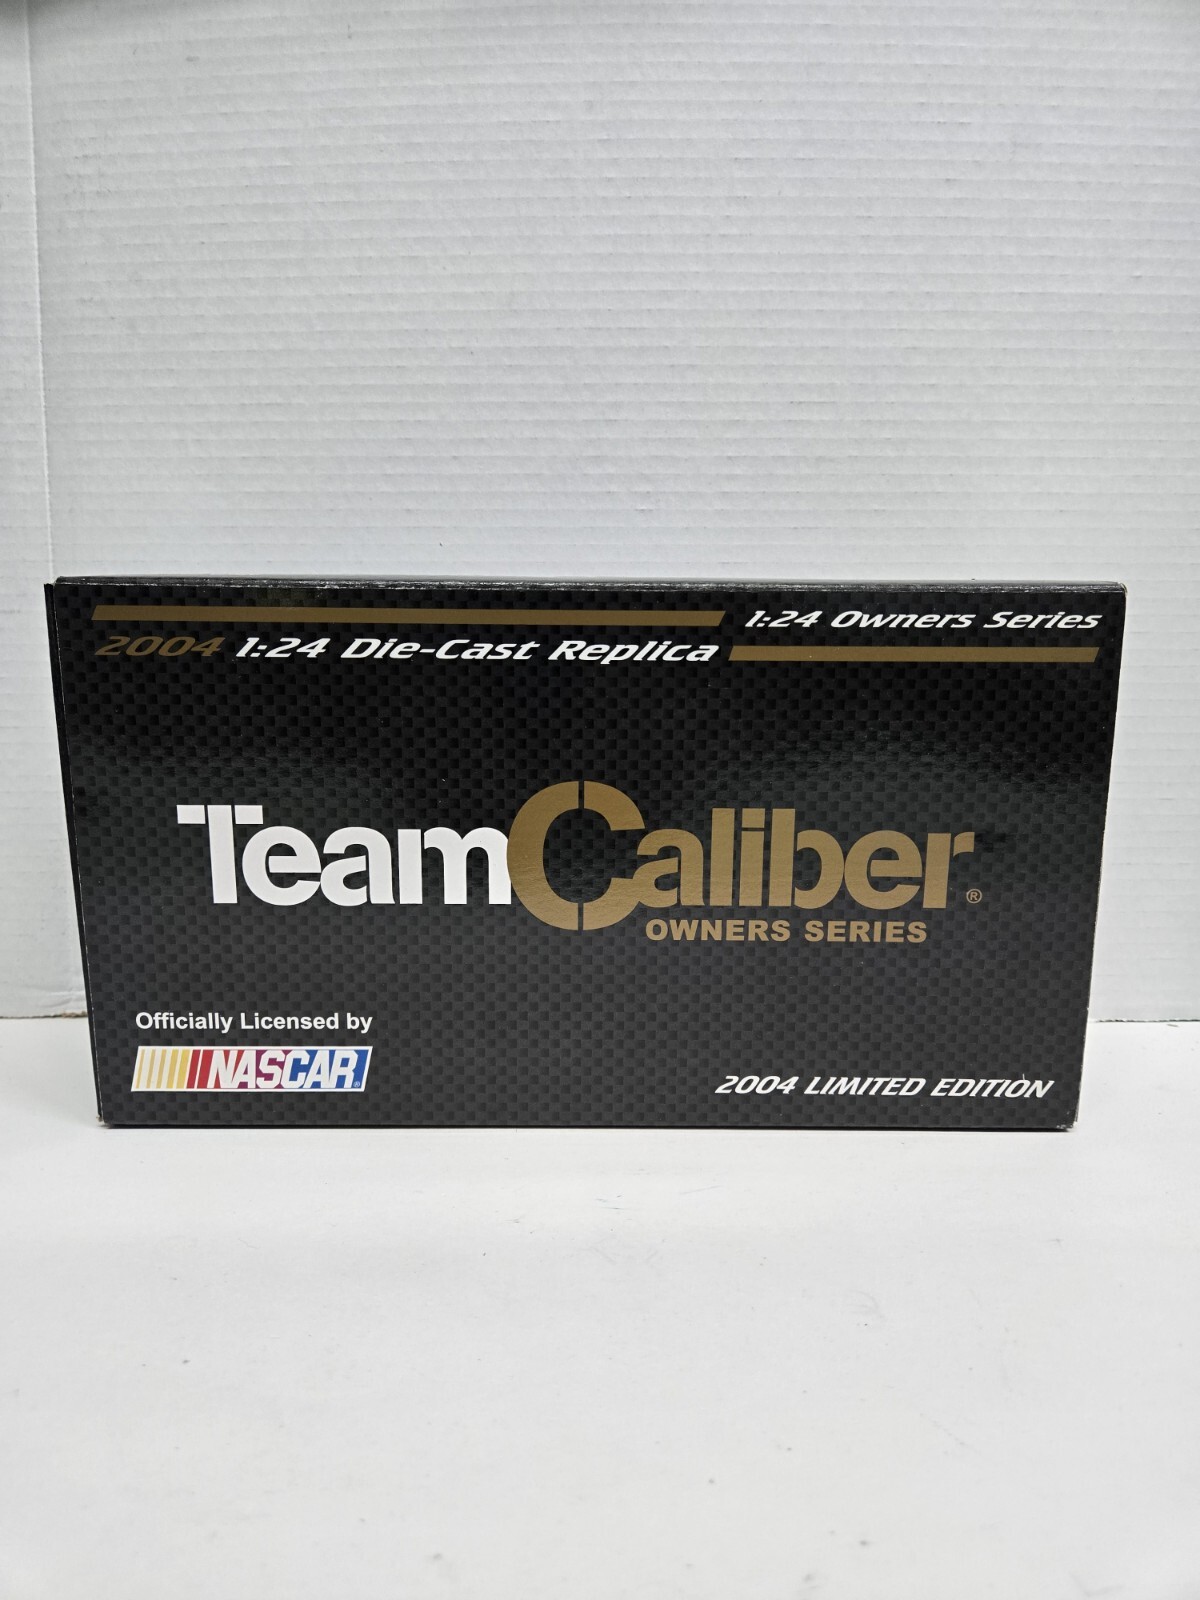 1:24 Owners Series
2004 1:24 Die-Cast Replica
TeamCaliber®
OWNERS SERIES
Officially Licensed by
NASCAR®
2004 LIMITED EDITION